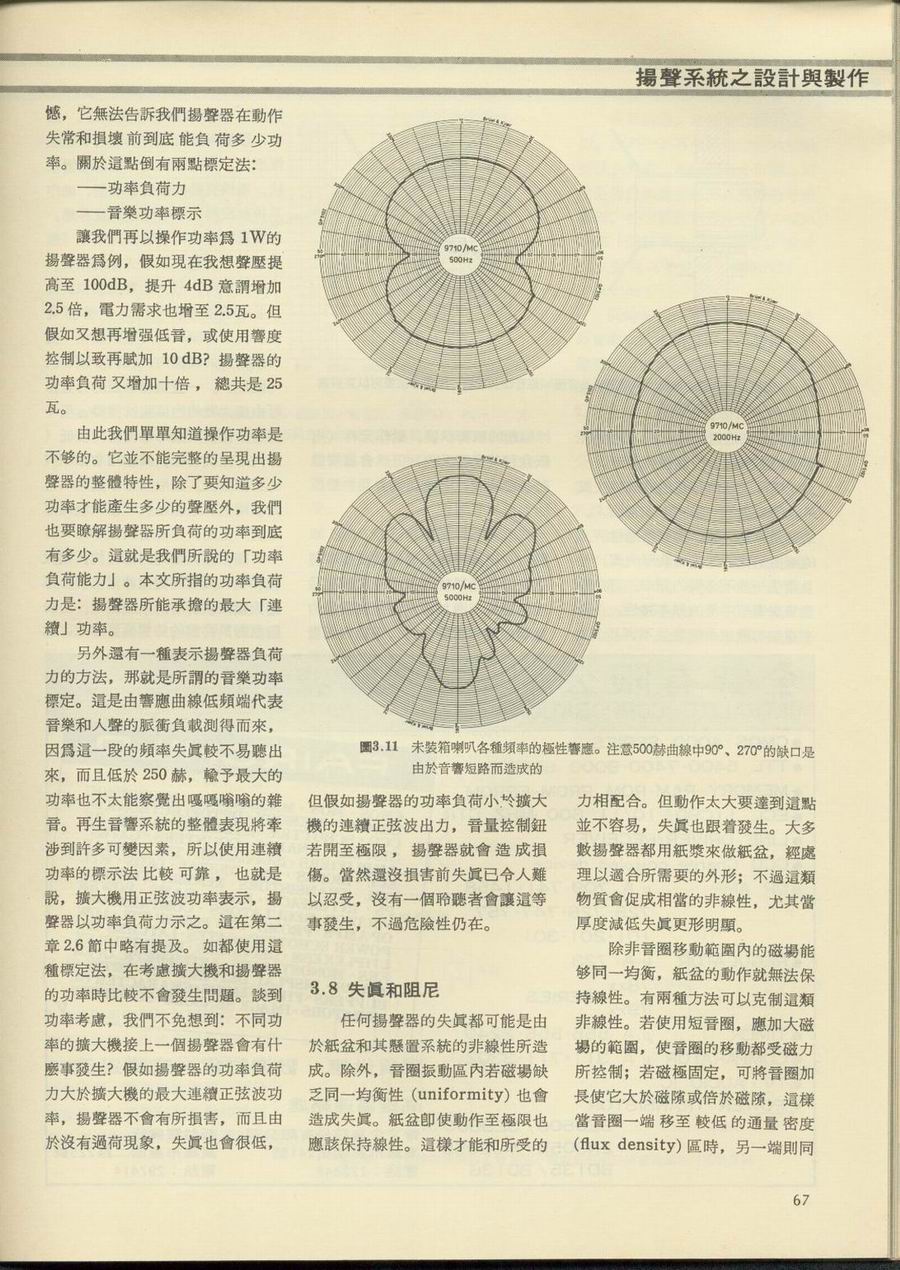 揚聲系統之設計與製作
憾，它無法告訴我們揚聲器在動作
失常和損壞前到底能負荷多少功
率。關於這點倒有兩點標定法：
——功率負荷力
——音樂功率標示
讓我們再以操作功率爲 1W的
揚聲器爲例，假如現在我想聲壓提
高至 100dB，提升 4dB 意謂增加
2.5 倍，電力需求也增至 2.5瓦。但
假如又想再增强低音，或使用響度
控制以致再賦加 10 dB？揚聲器的
功率負荷又增加十倍，總共是 25
瓦。
由此我們單單知道操作功率是
不够的。它並不能完整的呈現出揚
聲器的整體特性，除了要知道多少
功率才能產生多少的聲壓外，我們
也要瞭解揚聲器所負荷的功率到底
有多少。這就是我們所說的「功率
負荷能力」。本文所指的功率負荷
力是：揚聲器所能承擔的最大「連
續」功率。
另外還有一種表示揚聲器負荷
力的方法，那就是所謂的音樂功率
標定。這是由響應曲線低頻端代表
音樂和人聲的脈衝負載測得而來，
因爲這一段的頻率失眞較不易聽出
來，而且低於 250 赫，輸予最大的
功率也不太能察覺出嘎嘎嗡嗡的雜
音。再生音響系統的整體表現將牽
涉到許多可變因素，所以使用連續
功率的標示法比較可靠，也就是
說，擴大機用正弦波功率表示，揚
聲器以功率負荷力示之。這在第二
章 2.6 節中略有提及。如都使用這
種標定法，在考慮擴大機和揚聲器
的功率時比較不會發生問題。談到
功率考慮，我們不免想到：不同功
率的擴大機接上一個揚聲器會有什
麼事發生？假如揚聲器的功率負荷
力大於擴大機的最大連續正弦波功
率，揚聲器不會有所損害，而且由
於沒有過荷現象，失眞也會很低，
9710/MC
500Hz
9710/MC
2000Hz
9710/MC
5000Hz
圖3.11 未裝箱喇叭各種頻率的極性響應。注意500赫曲線中90°、270°的缺口是
由於音響短路而造成的
但假如揚聲器的功率負荷小於擴大
機的連續正弦波出力，音量控制鈕
若開至極限，揚聲器就會造成損
傷。當然還沒損害前失眞已令人難
以忍受，沒有一個聆聽者會讓這等
事發生，不過危險性仍在。
3.8 失眞和阻尼
任何揚聲器的失眞都可能是由
於紙盆和其懸置系統的非線性所造
成。除外，音圈振動區內若磁場缺
乏同一均衡性 (uniformity) 也會
造成失眞。紙盆卽使動作至極限也
應該保持線性。這樣才能和所受的
力相配合。但動作太大要達到這點
並不容易，失眞也跟着發生。大多
數揚聲器都用紙漿來做紙盆，經處
理以適合所需要的外形；不過這類
物質會促成相當的非線性，尤其當
厚度減低失眞更形明顯。
除非音圈移動範圍內的磁場能
够同一均衡，紙盆的動作就無法保
持線性。有兩種方法可以克制這類
非線性。若使用短音圈，應加大磁
場的範圍，使音圈的移動都受磁力
所控制；若磁極固定，可將音圈加
長使它大於磁隙或倍於磁隙，這樣
當音圈一端移至較低的通量密度
(flux density) 區時，另一端則同
67